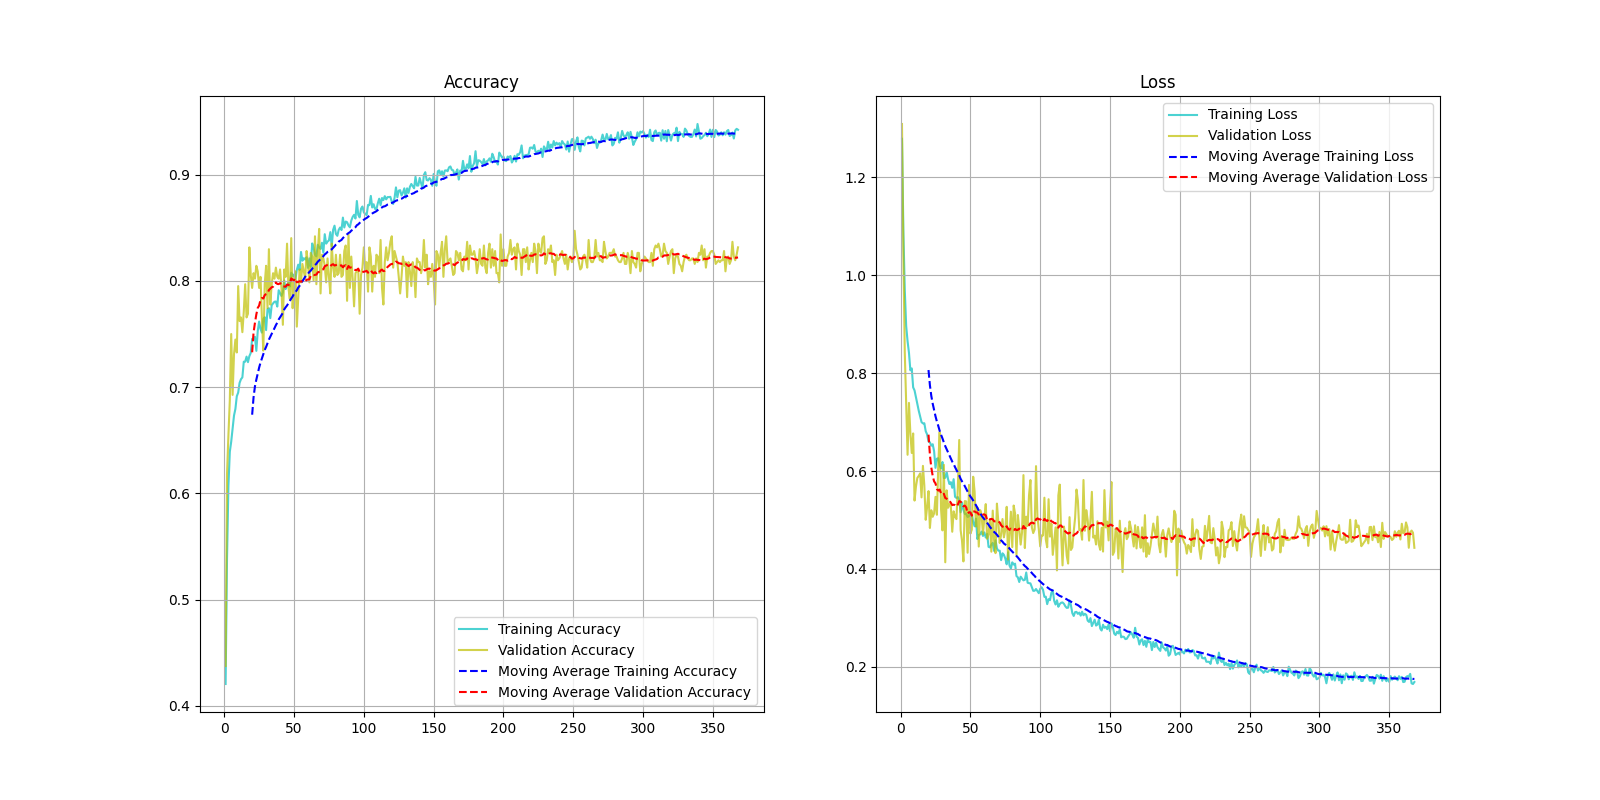 Accuracy
0.9
0.8
0.7
0.6
0.5
0.4
0 50 100 150 200 250 300 350
Training Accuracy
Validation Accuracy
Moving Average Training Accuracy
Moving Average Validation Accuracy
Loss
1.2
1.0
0.8
0.6
0.4
0.2
0 50 100 150 200 250 300 350
Training Loss
Validation Loss
Moving Average Training Loss
Moving Average Validation Loss